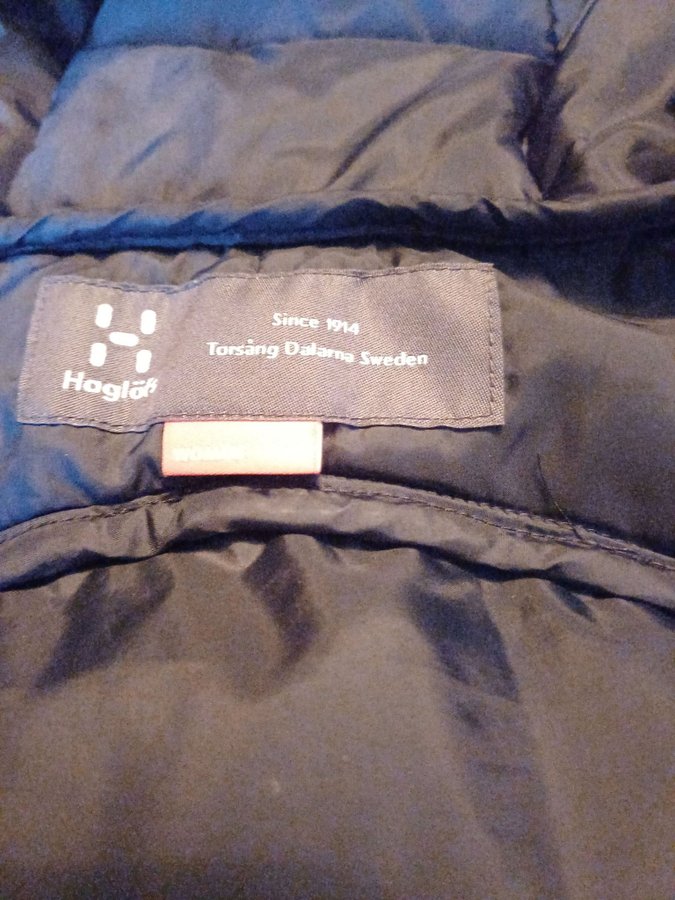 Haglöfs
Since 1914
Torsång Dalarna Sweden